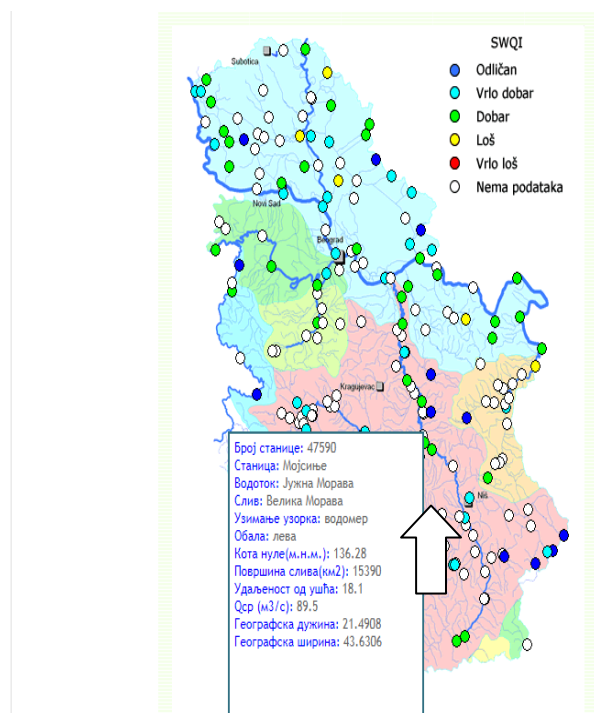 SWQI
Odličan
Vrlo dobar
Dobar
Loš
Vrlo loš
Nema podataka
Subotica
Novi Sad
Beograd
Kragujevac
Niš
Број станице: 47590
Станица: Мојсиње
Водоток: Јужна Морава
Слив: Велика Морава
Узимање узорка: водомер
Обала: лева
Кота нуле(м.н.м.): 136.28
Површина слива(км2): 15390
Удаљеност од ушћа: 18.1
Qср (м3/с): 89.5
Географска дужина: 21.4908
Географска ширина: 43.6306